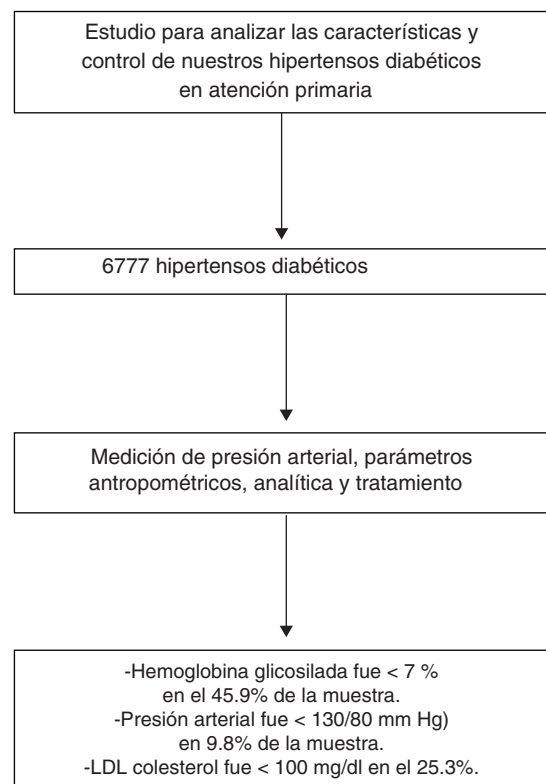 Estudio para analizar las características y
control de nuestros hipertensos diabéticos
en atención primaria
6777 hipertensos diabéticos
Medición de presión arterial, parámetros
antropométricos, analítica y tratamiento
-Hemoglobina glicosilada fue < 7 %
en el 45.9% de la muestra.
-Presión arterial fue < 130/80 mm Hg)
en 9.8% de la muestra.
-LDL colesterol fue < 100 mg/dl en el 25.3%.